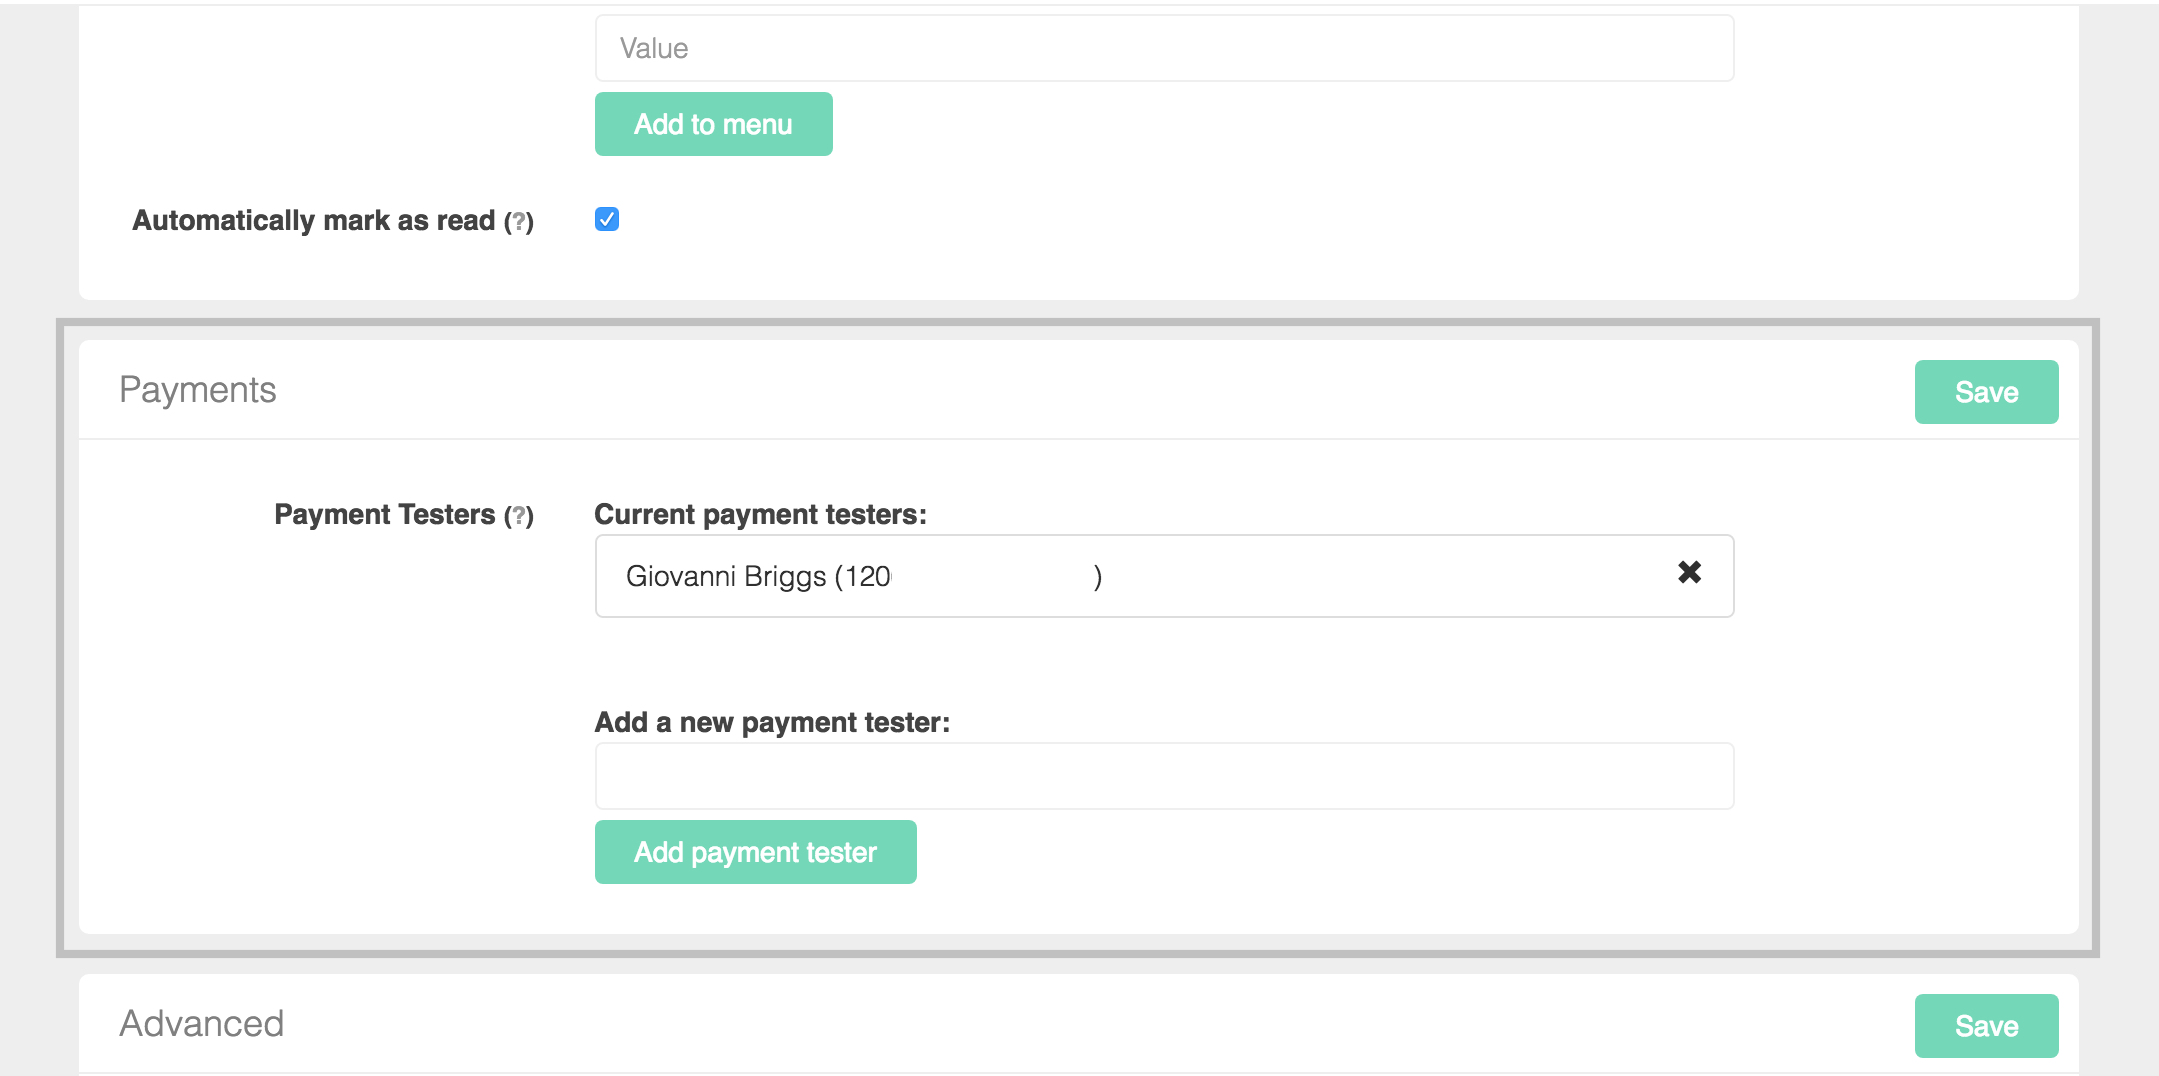 Value
Add to menu
Automatically mark as read (?)
Payments
Save
Payment Testers (?)
Current payment testers:
Giovanni Briggs (120 )
Add a new payment tester:
Add payment tester
Advanced
Save